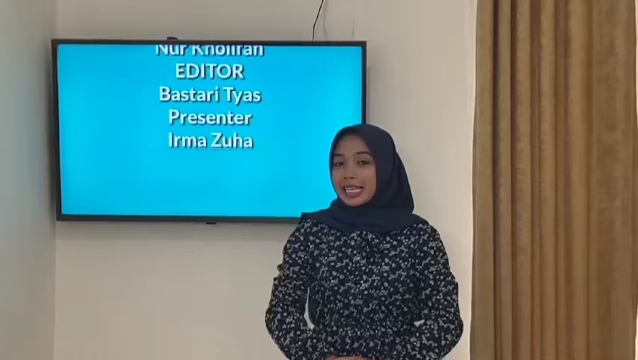 Nur Kholifah
EDITOR
Bastari Tyas
Presenter
Irma Zuha